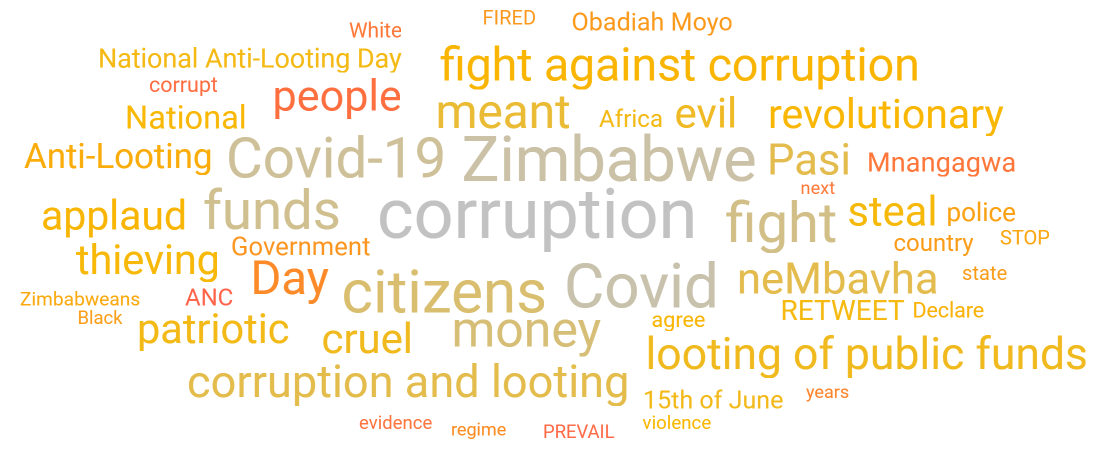 FIRED Obadiah Moyo
White
National Anti-Looting Day fight against corruption
corrupt people
National meant Africa evil revolutionary
Anti-Looting Covid-19 Zimbabwe Pasi Mnangagwa
next
applaud funds corruption fight steal police
thieving Government country STOP
Day citizens Covid neMbavha state
Zimbabweans ANC RETWEET Declare
Black patriotic cruel money agree
looting of public funds
corruption and looting 15th of June years
evidence regime PREVAIL violence